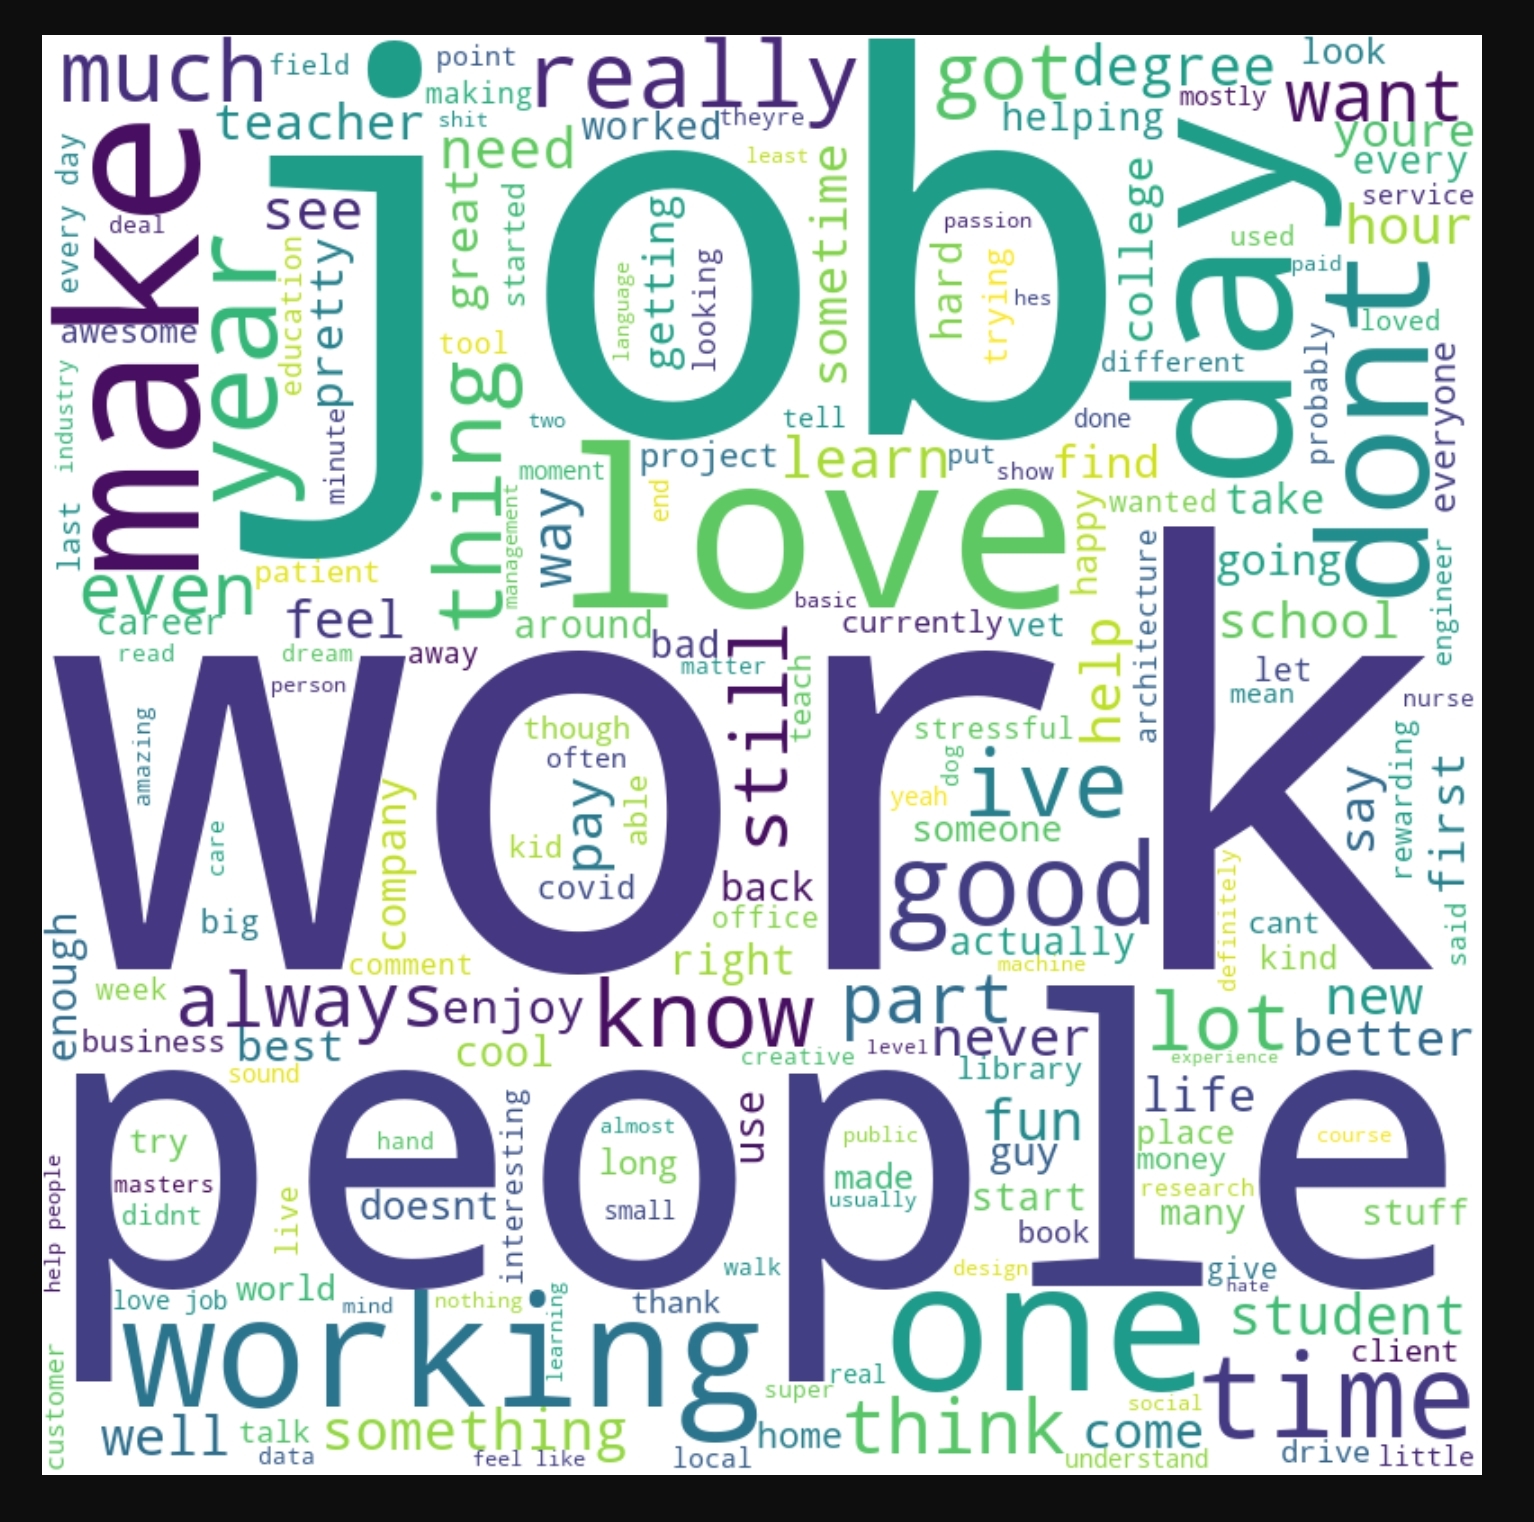 much
field
point
really
got
degree
look
making
mostly
want
teacher
shit
worked
theyre
helping
youre
make
need
least
every
every day
job
see
great
started
sometime
college
day
service
deal
passion
hour
year
education
pretty
language
getting
looking
hard
trying
hes
used
paid
dont
awesome
tool
different
loved
probably
everyone
industry
minute
thing
two
tell
done
last
moment
project
learn
put
show
find
management
way
love
end
happy
wanted
take
even
patient
architecture
going
engineer
career
feel
around
basic
currently
vet
school
read
dream
away
bad
matter
still
help
let
person
teach
mean
nurse
work
amazing
though
often
stressful
dog
ive
rewarding
say
first
care
company
kid
pay
able
yeah
someone
covid
back
good
definitely
big
office
actually
cant
said
enough
comment
right
machine
kind
week
always
enjoy
know
part
lot
new
business
best
cool
creative
level
never
better
sound
library
experience
people
interesting
use
fun
life
try
hand
almost
public
guy
place
course
masters
long
made
money
help people
didnt
live
doesnt
small
usually
start
research
many
stuff
book
walk
design
give
hate
love job
world
mind
nothing
learning
thank
one
student
working
real
client
customer
super
time
well
talk
something
home
think
social
come
data
feel like
local
understand
drive
little